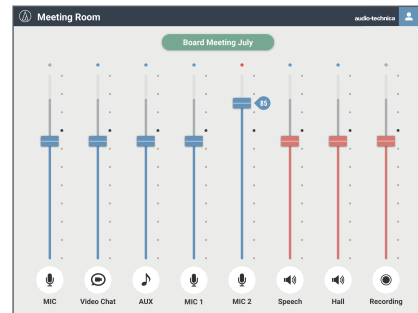 Meeting Room
audio-technica
Board Meeting July
85
MIC
Video Chat
AUX
MIC 1
MIC 2
Speech
Hall
Recording